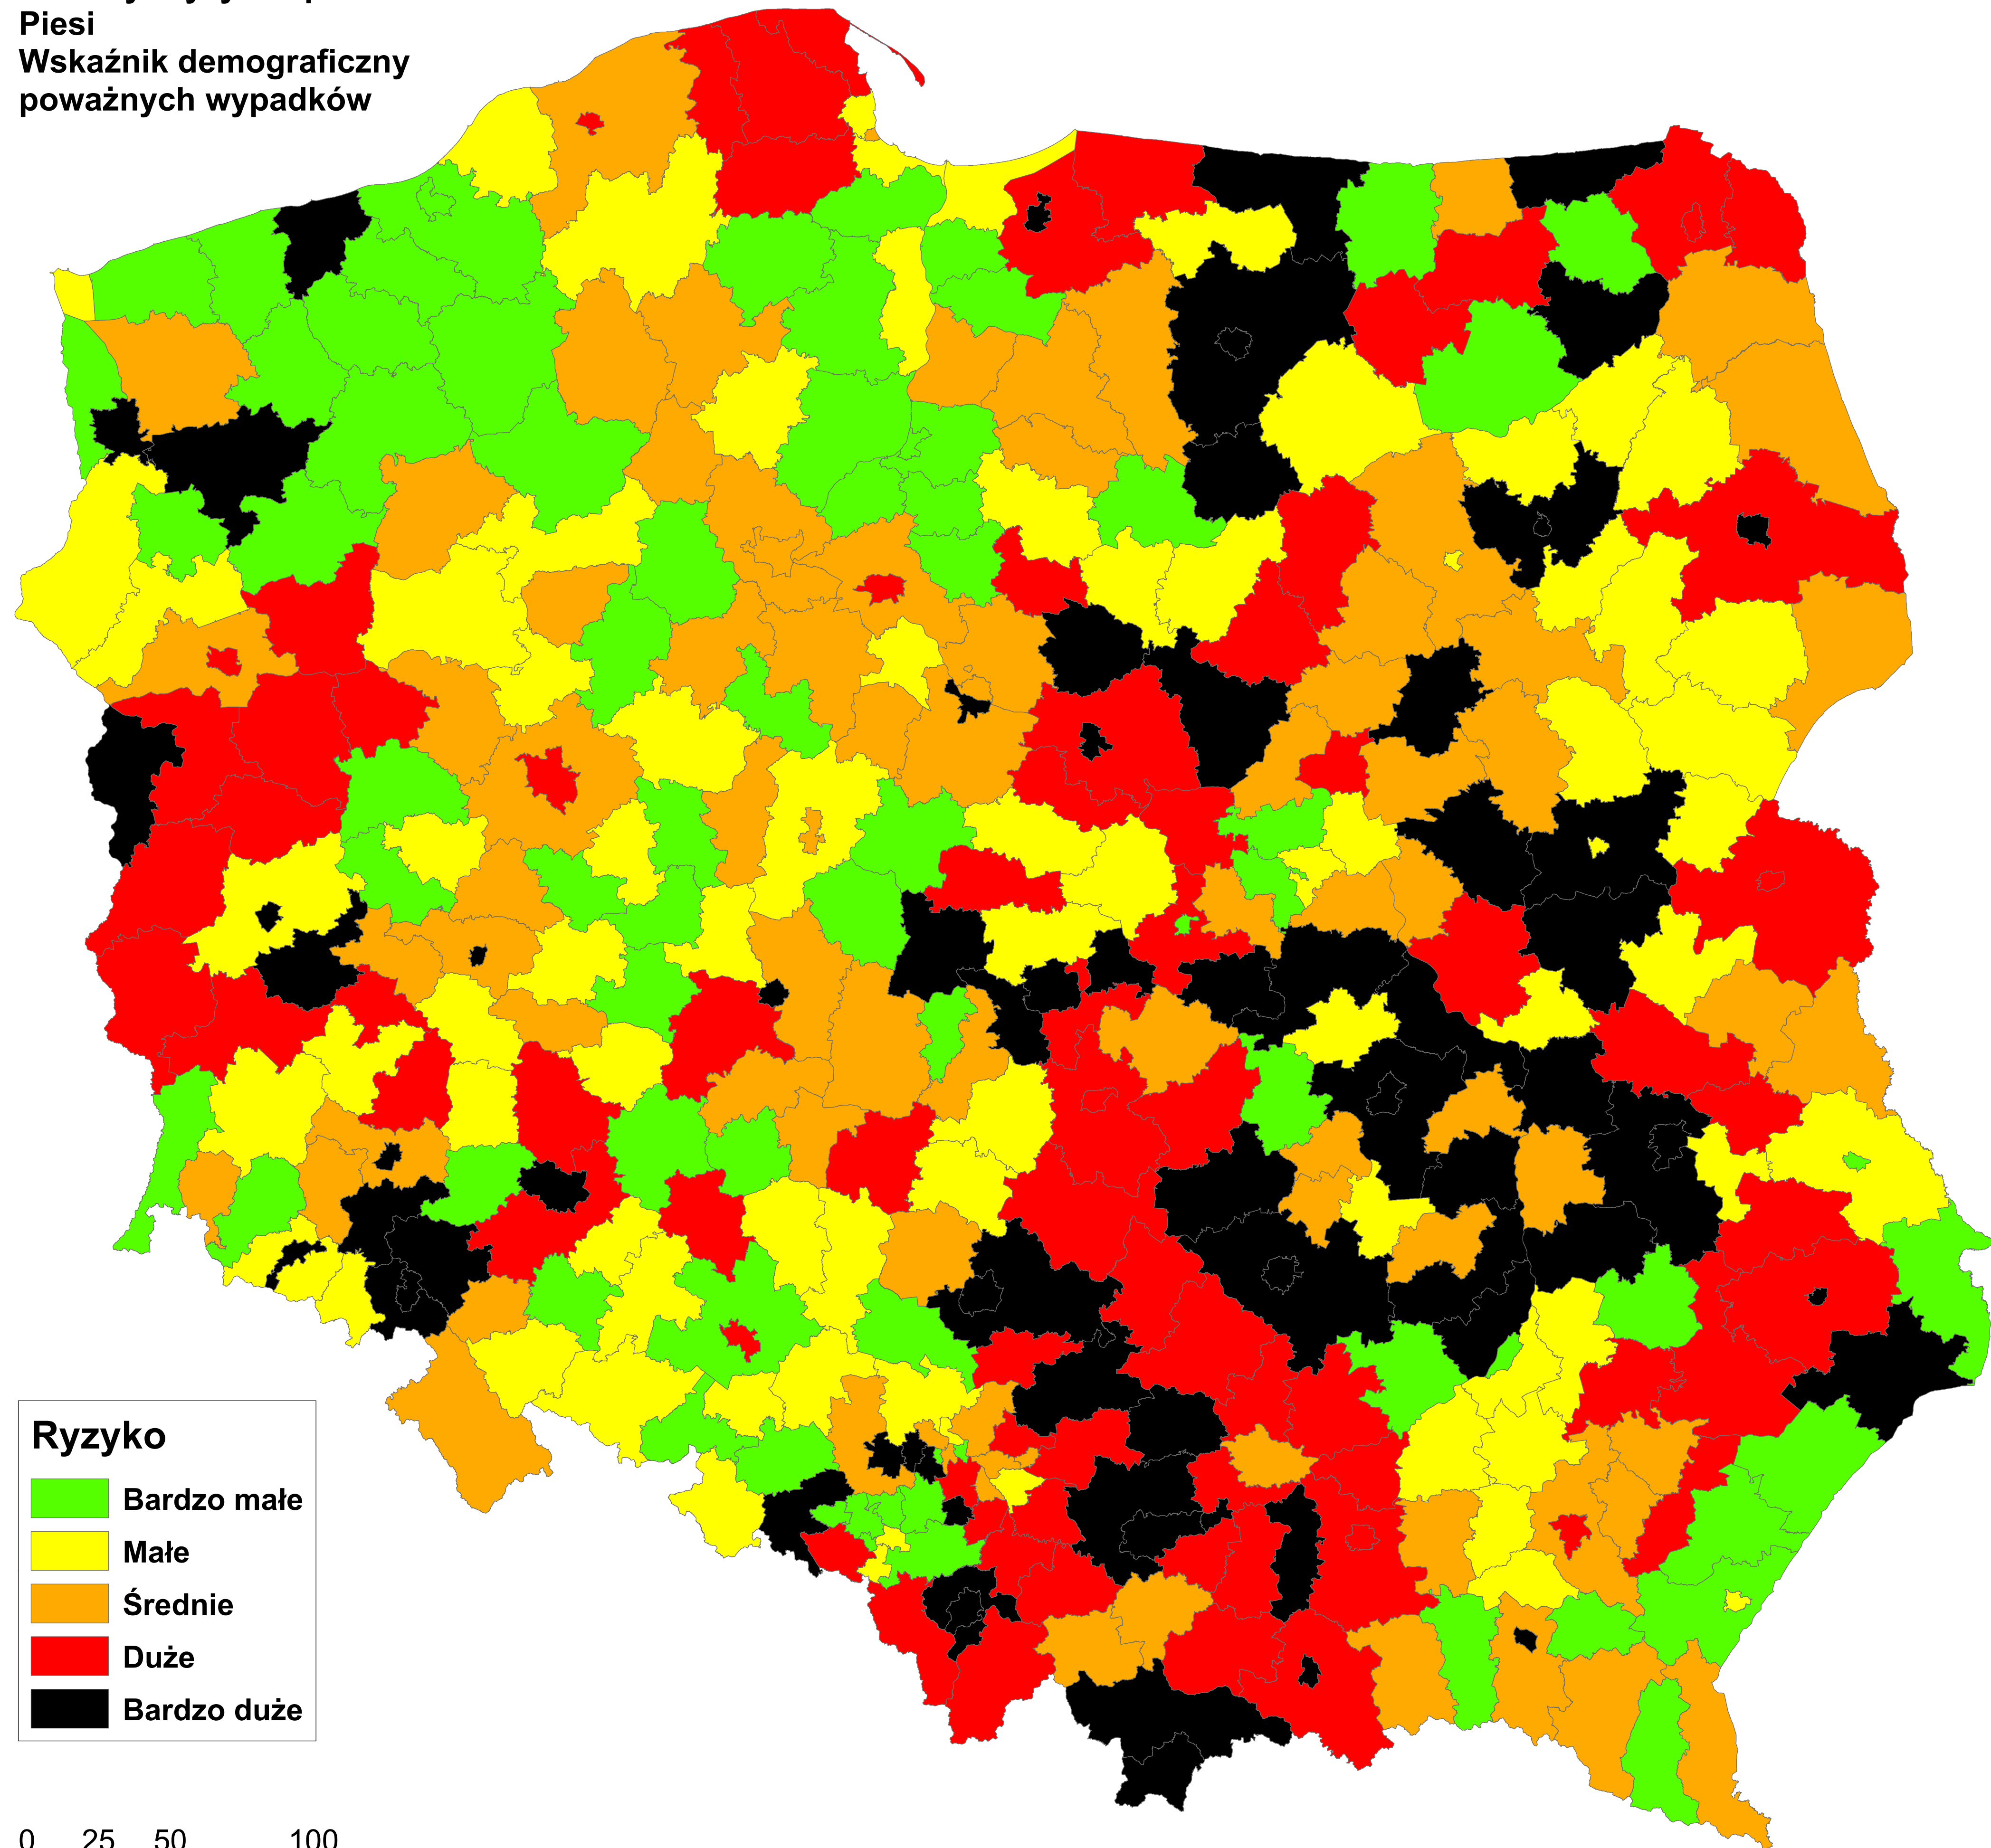 Piesi
Wskaźnik demograficzny
poważnych wypadków
Ryzyko
Bardzo małe
Małe
Średnie
Duże
Bardzo duże
0 25 50 100